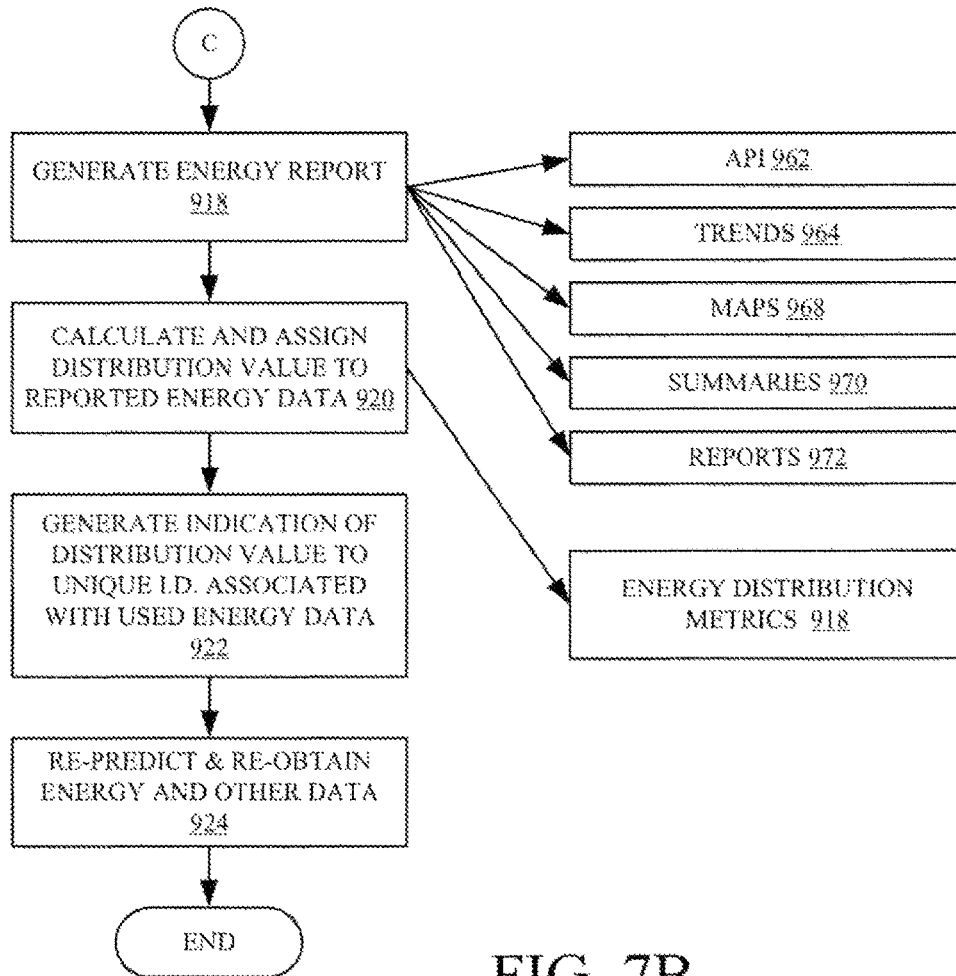 C
GENERATE ENERGY REPORT
918
CALCULATE AND ASSIGN
DISTRIBUTION VALUE TO
REPORTED ENERGY DATA 920
GENERATE INDICATION OF
DISTRIBUTION VALUE TO
UNIQUE I.D. ASSOCIATED
WITH USED ENERGY DATA
922
RE-PREDICT & RE-OBTAIN
ENERGY AND OTHER DATA
924
END
API 962
TRENDS 964
MAPS 968
SUMMARIES 970
REPORTS 972
ENERGY DISTRIBUTION
METRICS 918
FIG. 7B